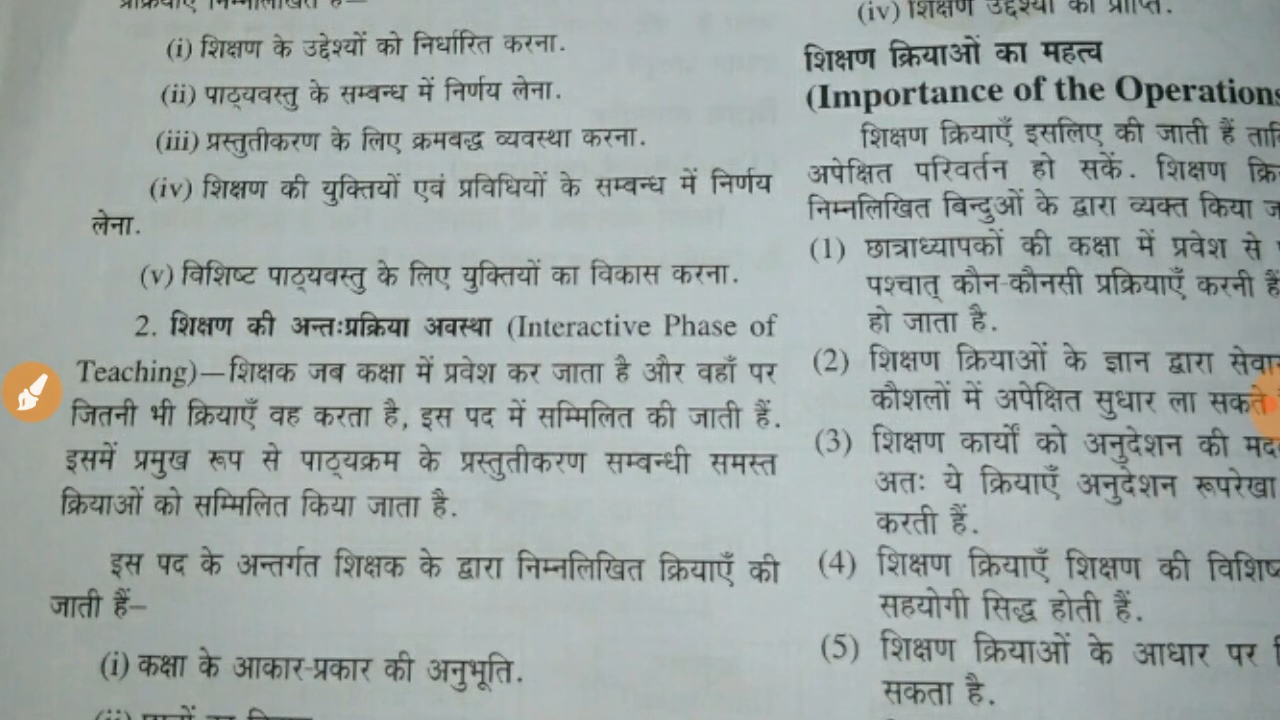 (i) शिक्षण के उद्देश्यों को निर्धारित करना.
(ii) पाठ्यवस्तु के सम्बन्ध में निर्णय लेना.
(iii) प्रस्तुतीकरण के लिए क्रमबद्ध व्यवस्था करना.
(iv) शिक्षण की युक्तियों एवं प्रविधियों के सम्बन्ध में निर्णय
लेना.
(v) विशिष्ट पाठ्यवस्तु के लिए युक्तियों का विकास करना.
2. शिक्षण की अन्तःप्रक्रिया अवस्था (Interactive Phase of
Teaching)—शिक्षक जब कक्षा में प्रवेश कर जाता है और वहाँ पर
जितनी भी क्रियाएँ वह करता है, इस पद में सम्मिलित की जाती हैं.
इसमें प्रमुख रूप से पाठ्यक्रम के प्रस्तुतीकरण सम्बन्धी समस्त
क्रियाओं को सम्मिलित किया जाता है.
इस पद के अन्तर्गत शिक्षक के द्वारा निम्नलिखित क्रियाएँ की
जाती हैं–
(i) कक्षा के आकार-प्रकार की अनुभूति.
(iv) शिक्षण उद्देश्यों की प्राप्ति.
शिक्षण क्रियाओं का महत्व
(Importance of the Operations
शिक्षण क्रियाएँ इसलिए की जाती हैं
अपेक्षित परिवर्तन हो सकें. शिक्षण
निम्नलिखित बिन्दुओं के द्वारा व्यक्त किया
(1) छात्राध्यापकों की कक्षा में प्रवेश से
पश्चात् कौन-कौनसी प्रक्रियाएँ करनी हैं
हो जाता है.
(2) शिक्षण क्रियाओं के ज्ञान द्वारा
कौशलों में अपेक्षित सुधार ला सकते
(3) शिक्षण कार्यों को अनुदेशन की
अतः ये क्रियाएँ अनुदेशन रूपरेखा
करती हैं.
(4) शिक्षण क्रियाएँ शिक्षण की
सहयोगी सिद्ध होती हैं.
(5) शिक्षण क्रियाओं के आधार पर
सकता है.